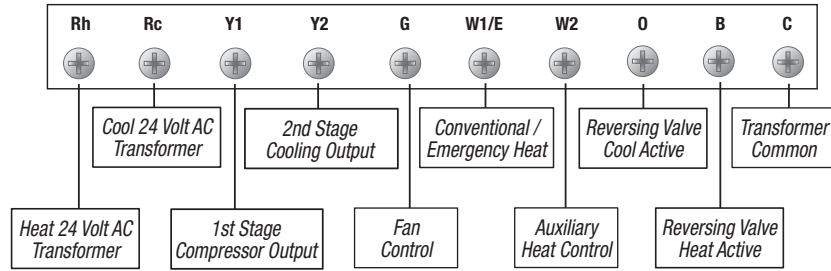 Rh Rc Y1 Y2 G W1/E W2 O B C
Cool 24 Volt AC
Transformer
2nd Stage
Cooling Output
Conventional /
Emergency Heat
Reversing Valve
Cool Active
Transformer
Common
Heat 24 Volt AC
Transformer
1st Stage
Compressor Output
Fan
Control
Auxiliary
Heat Control
Reversing Valve
Heat Active